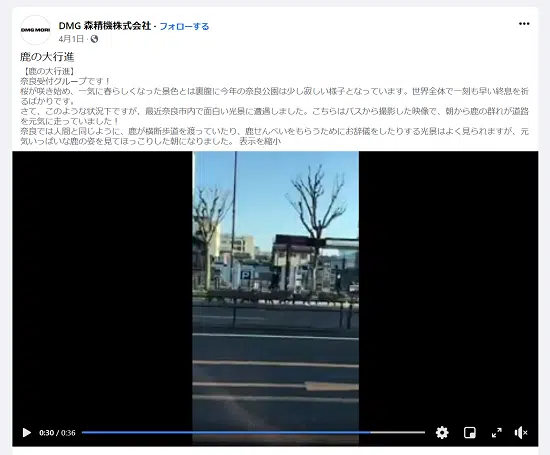 DMG MORI
DMG 森精機株式会社 · フォローする
4月1日 ·
鹿の大行進
【鹿の大行進】
奈良受付グループです！
桜が咲き始め、一気に春らしくなった景色とは裏腹に今年の奈良公園は少し寂しい様子となっています。世界全体で一刻も早い終息を祈
るばかりです。
さて、このような状況下ですが、最近奈良市内で面白い光景に遭遇しました。こちらはバスから撮影した映像で、朝から鹿の群れが道路
を元気に走っていました！
奈良では人間と同じように、鹿が横断歩道を渡っていたり、鹿せんべいをもらうためにお辞儀をしたりする光景はよく見られますが、元
気いっぱいな鹿の姿を見てほっこりした朝になりました。 表示を縮小
P
0:30 / 0:36